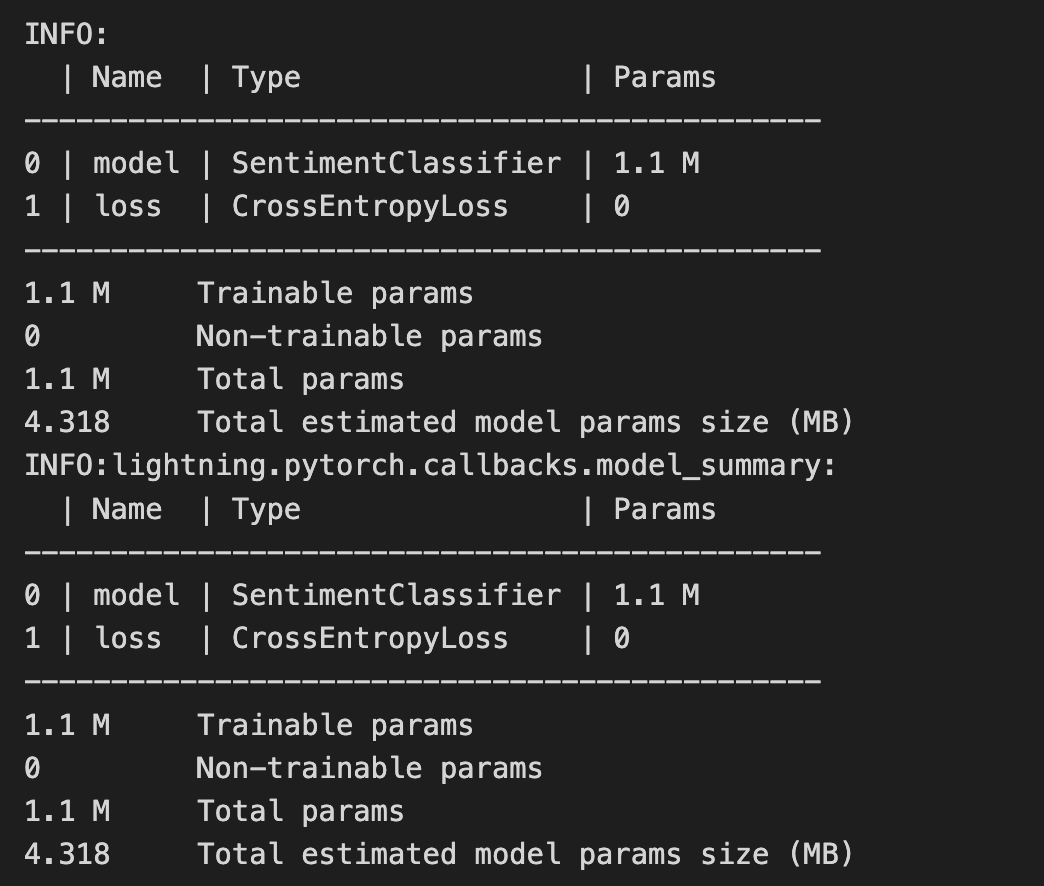 INFO:
  | Name  | Type                | Params
----------------------------------------------
0 | model | SentimentClassifier | 1.1 M
1 | loss  | CrossEntropyLoss    | 0
----------------------------------------------
1.1 M     Trainable params
0         Non-trainable params
1.1 M     Total params
4.318     Total estimated model params size (MB)
INFO:lightning.pytorch.callbacks.model_summary:
  | Name  | Type                | Params
----------------------------------------------
0 | model | SentimentClassifier | 1.1 M
1 | loss  | CrossEntropyLoss    | 0
----------------------------------------------
1.1 M     Trainable params
0         Non-trainable params
1.1 M     Total params
4.318     Total estimated model params size (MB)